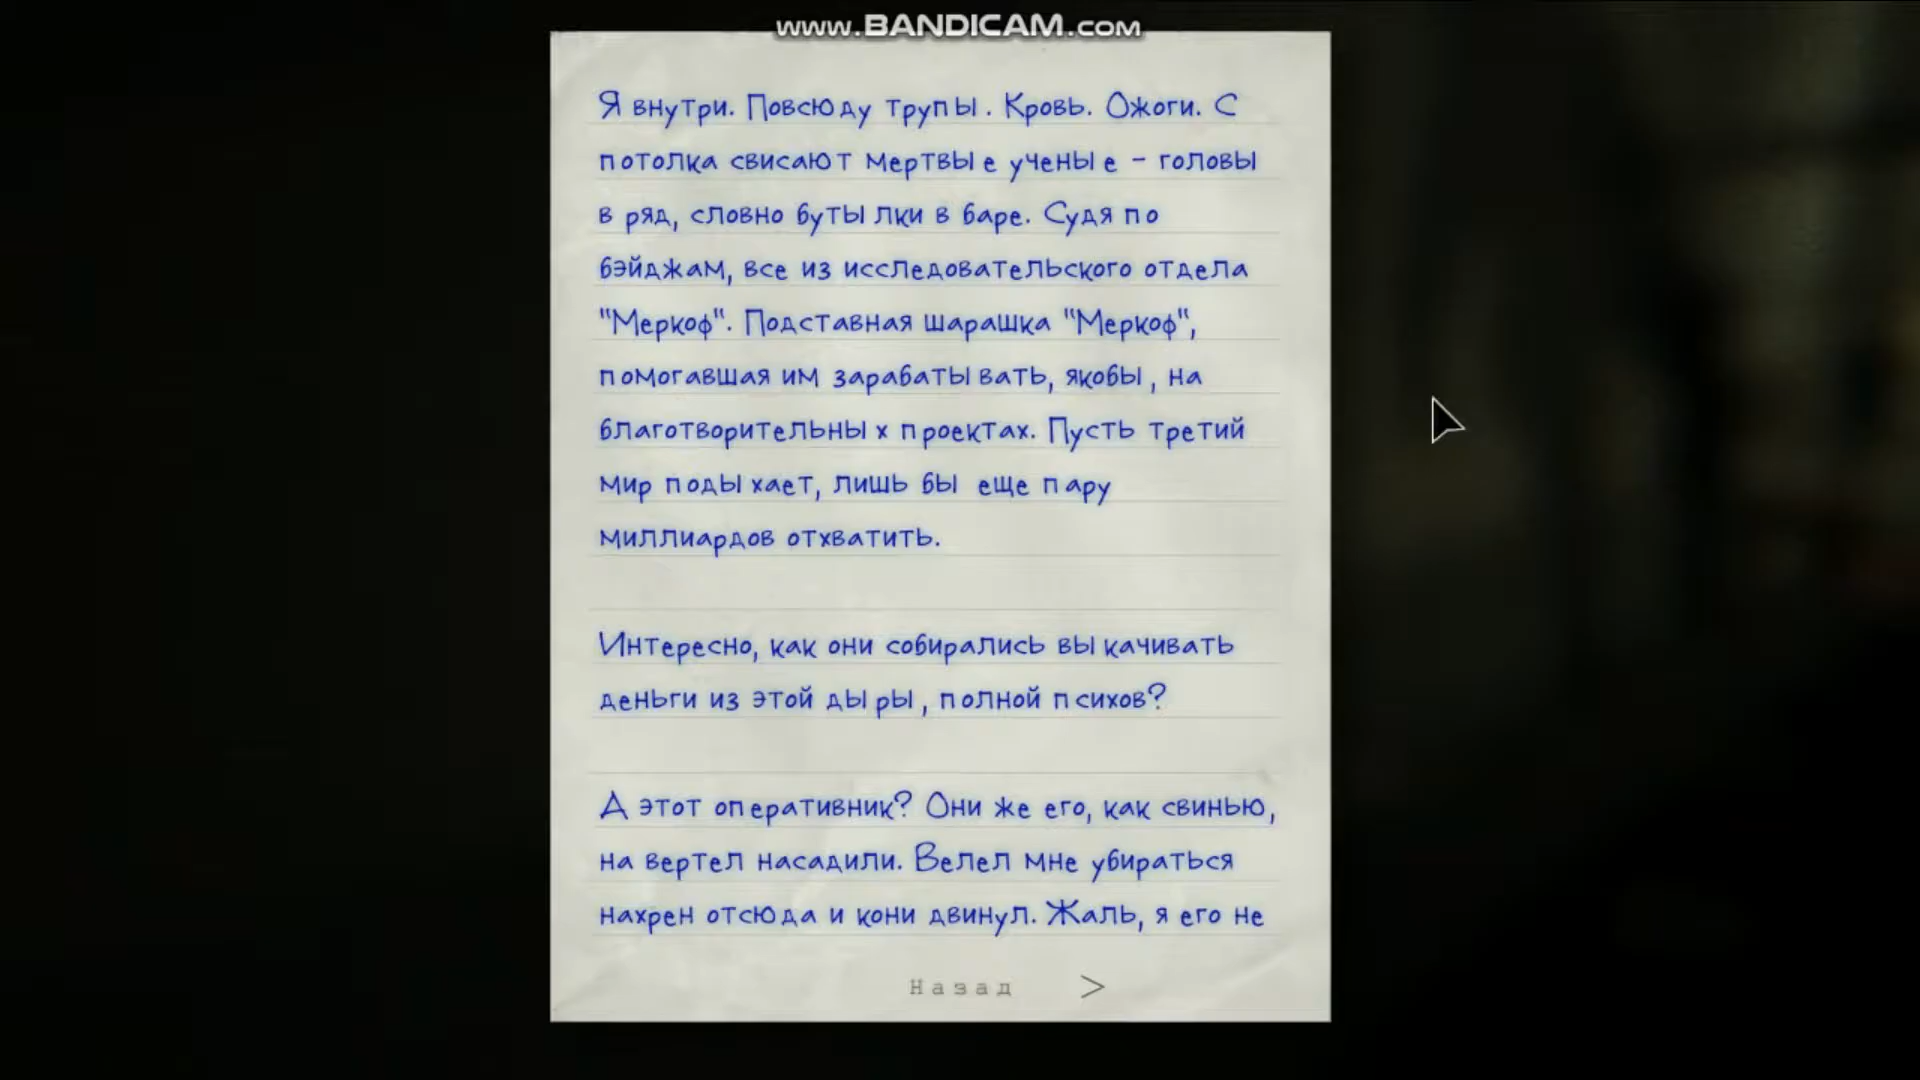 www.BANDICAM.com
Я внутри. Повсюду трупы. Кровь. Ожоги. С
потолка свисают мертвые ученые - головы
в ряд, словно бутылки в баре. Судя по
бэйджам, все из исследовательского отдела
"Меркоф". Подставная шарашка "Меркоф",
помогавшая им зарабатывать, якобы, на
благотворительных проектах. Пусть третий
мир подыхает, лишь бы еще пару
миллиардов отхватить.
Интересно, как они собирались выкачивать
деньги из этой дыры, полной психов?
А этот оперативник? Они же его, как свинью,
на вертел насадили. Велел мне убираться
нахрен отсюда и кони двинул. Жаль, я его не
Назад >